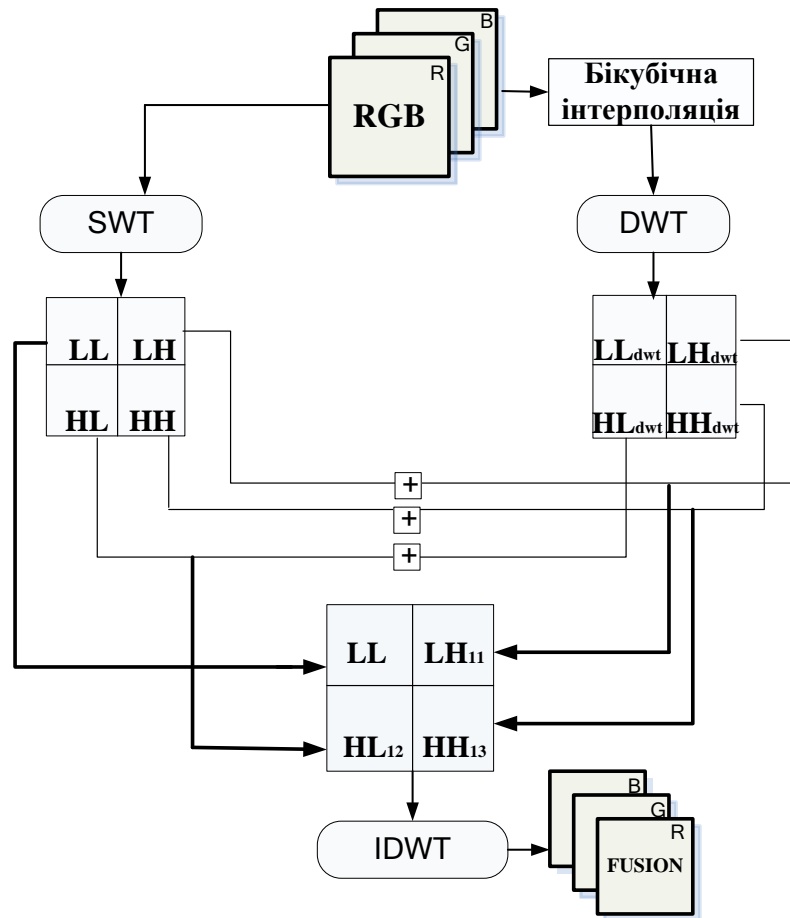 B
G
R
RGB
Бікубічна
інтерполяція
SWT
DWT
LL LH
HL HH
LLdwt LHdwt
HLdwt HHdwt
+
+
+
LL LH11
HL12 HH13
IDWT
B
G
R
FUSION